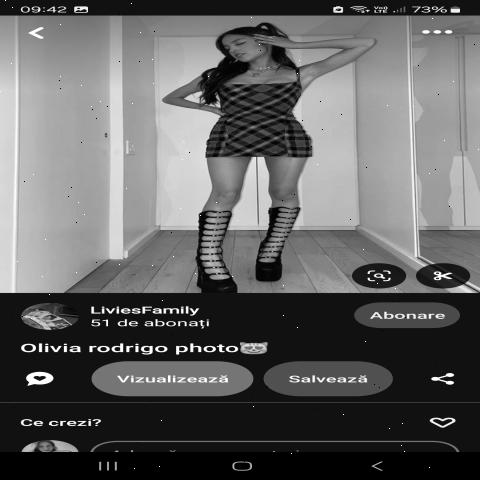 09:42 73%
LiviesFamily
51 de abonați
Abonare
Olivia rodrigo photo
Vizualizează
Salvează
Ce crezi?